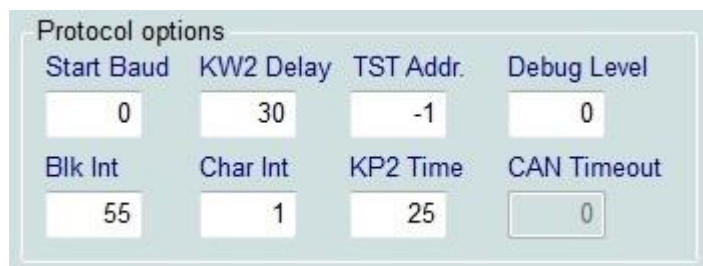 Protocol options
Start Baud KW2 Delay TST Addr. Debug Level
0 30 -1 0
Blk Int Char Int KP2 Time CAN Timeout
55 1 25 0